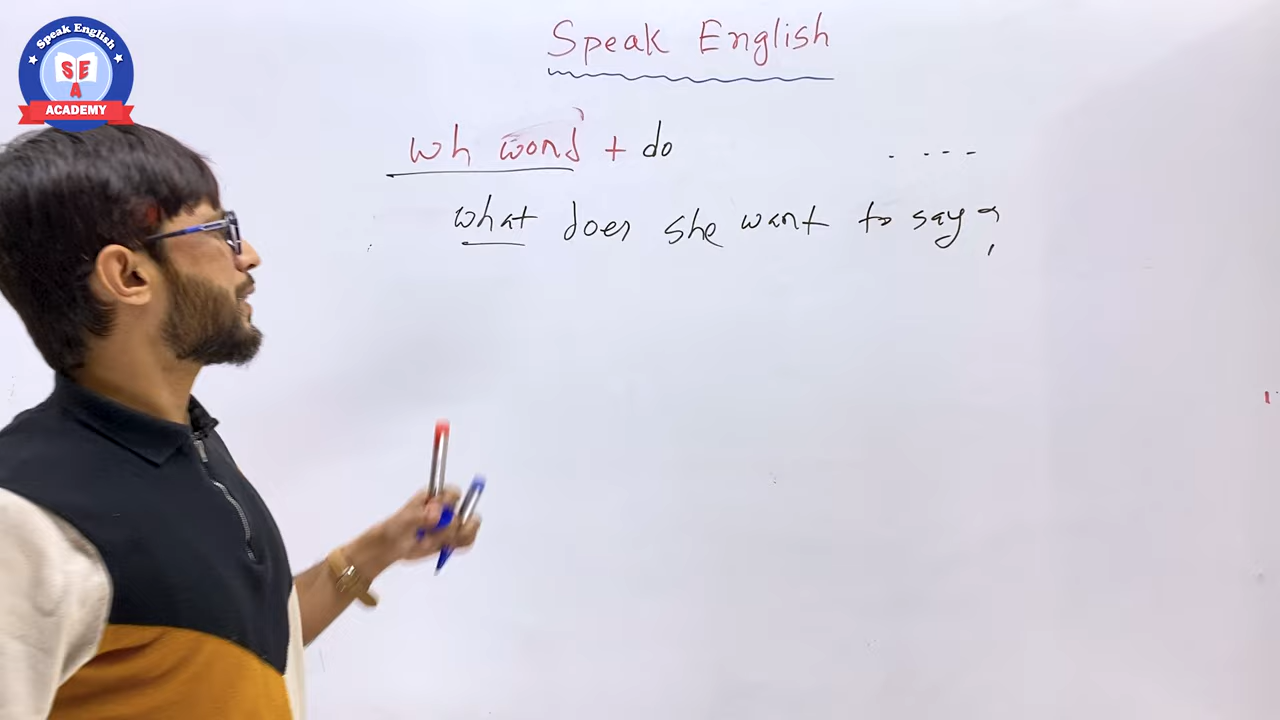 Speak English
SE
A
ACADEMY
Speak English
wh word + do ....
what does she want to say?